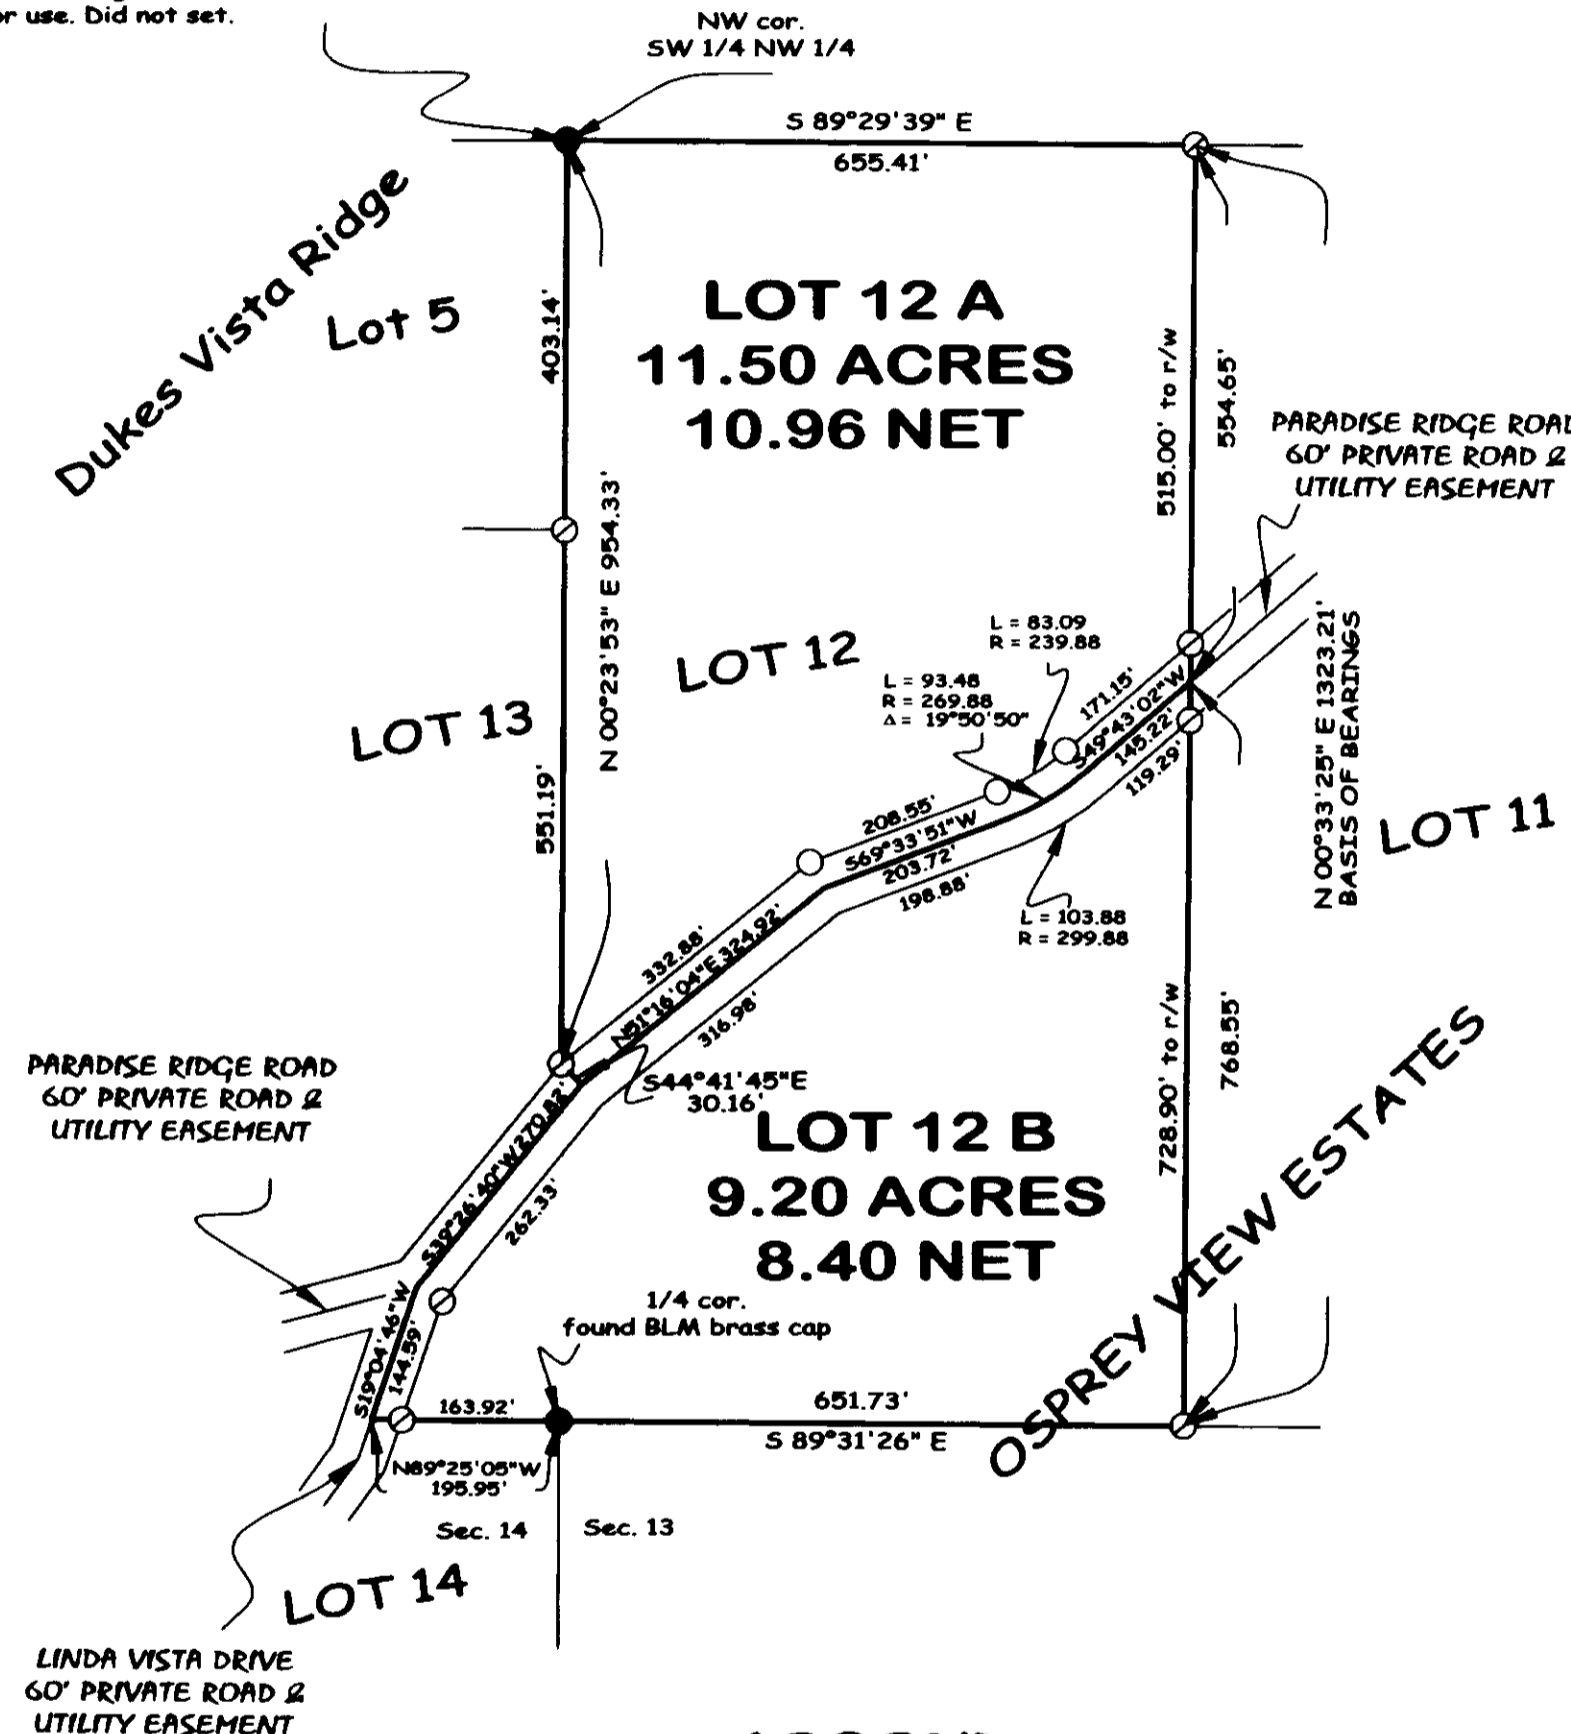 or use. Did not set.
NW cor.
SW 1/4 NW 1/4
S 89°29'39" E
655.41'
Dukes Vista Ridge
Lot 5
403.14'
LOT 12 A
11.50 ACRES
10.96 NET
515.00' to r/w
554.65'
PARADISE RIDGE ROAD
60' PRIVATE ROAD &
UTILITY EASEMENT
N 00°23'53" E 954.33'
LOT 12
LOT 13
551.19'
L = 83.09
R = 239.88
L = 93.48
R = 269.88
Δ = 19°50'50"
171.15'
S49°43'02"W
145.22'
119.29'
N 00°33'25" E 1323.21'
BASIS OF BEARINGS
LOT 11
208.55'
S69°33'51"W
203.72'
198.88'
L = 103.88
R = 299.88
332.88'
N51°16'04"E 324.92'
316.98'
S44°41'45"E
30.16'
PARADISE RIDGE ROAD
60' PRIVATE ROAD &
UTILITY EASEMENT
LOT 12 B
9.20 ACRES
8.40 NET
728.90' to r/w
768.55'
OSPREY VIEW ESTATES
S39°26'40"W 270.82'
262.33'
S19°04'46"W
144.59'
1/4 cor.
found BLM brass cap
163.92'
651.73'
S 89°31'26" E
N89°25'05"W
195.95'
Sec. 14
Sec. 13
LOT 14
LINDA VISTA DRIVE
60' PRIVATE ROAD &
UTILITY EASEMENT